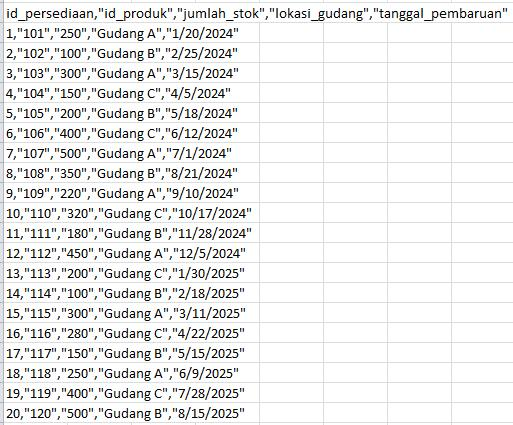 id_persediaan,"id_produk","jumlah_stok","lokasi_gudang","tanggal_pembaruan"
1,"101","250","Gudang A","1/20/2024"
2,"102","100","Gudang B","2/25/2024"
3,"103","300","Gudang A","3/15/2024"
4,"104","150","Gudang C","4/5/2024"
5,"105","200","Gudang B","5/18/2024"
6,"106","400","Gudang C","6/12/2024"
7,"107","500","Gudang A","7/1/2024"
8,"108","350","Gudang B","8/21/2024"
9,"109","220","Gudang A","9/10/2024"
10,"110","320","Gudang C","10/17/2024"
11,"111","180","Gudang B","11/28/2024"
12,"112","450","Gudang A","12/5/2024"
13,"113","200","Gudang C","1/30/2025"
14,"114","100","Gudang B","2/18/2025"
15,"115","300","Gudang A","3/11/2025"
16,"116","280","Gudang C","4/22/2025"
17,"117","150","Gudang B","5/15/2025"
18,"118","250","Gudang A","6/9/2025"
19,"119","400","Gudang C","7/28/2025"
20,"120","500","Gudang B","8/15/2025"